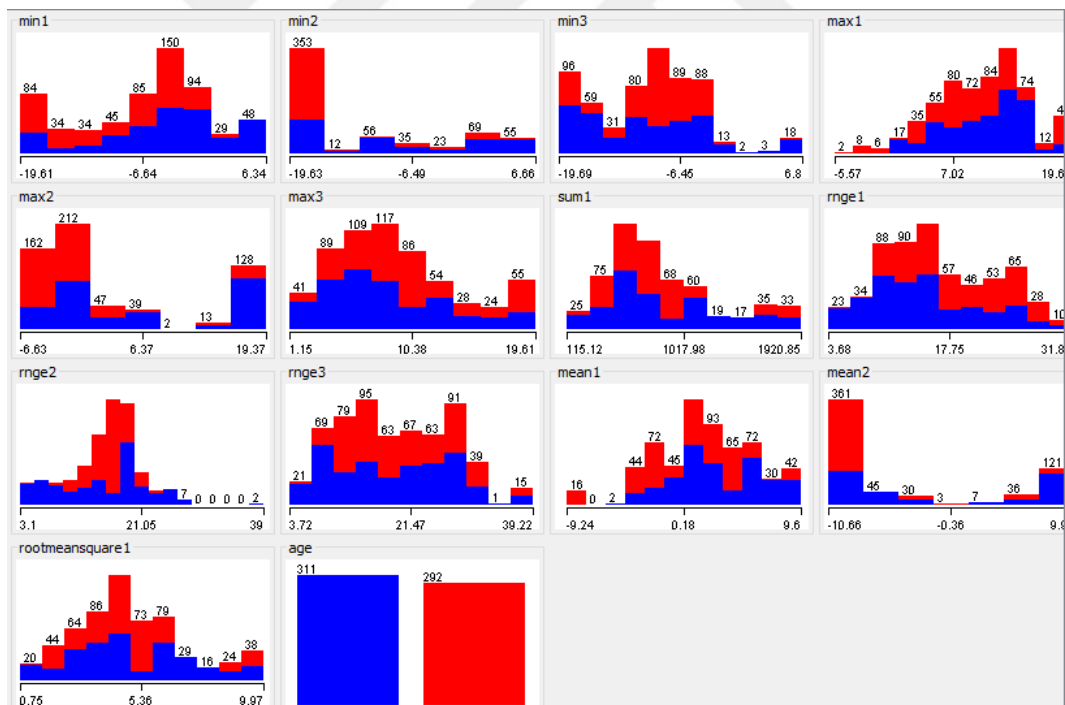 min1
min2
min3
max1
84 34 34 45 85 150 94 29 48
353 12 56 35 23 69 55
96 59 31 80 89 88 13 2 3 18
2 8 6 17 35 55 80 72 84 74 12 4
-19.61 -6.64 6.34
-19.63 -6.49 6.66
-19.69 -6.45 6.8
-5.57 7.02 19.6
max2
max3
sum1
rnge1
162 212 47 39 2 13 128
41 89 109 117 86 54 28 24 55
25 75 68 60 19 17 35 33
23 34 88 90 57 46 53 65 28 10
-6.63 6.37 19.37
1.15 10.38 19.61
115.12 1017.98 1920.85
3.68 17.75 31.8
rnge2
rnge3
mean1
mean2
7 0 0 0 0 2
21 69 79 95 63 67 63 91 39 1 15
16 0 2 44 72 45 93 65 72 30 42
361 45 30 3 7 36 121
3.1 21.05 39
3.72 21.47 39.22
-9.24 0.18 9.6
-10.66 -0.36 9.9
rootmeansquare1
age
20 44 64 86 73 79 29 16 24 38
311 292
0.75 5.36 9.97